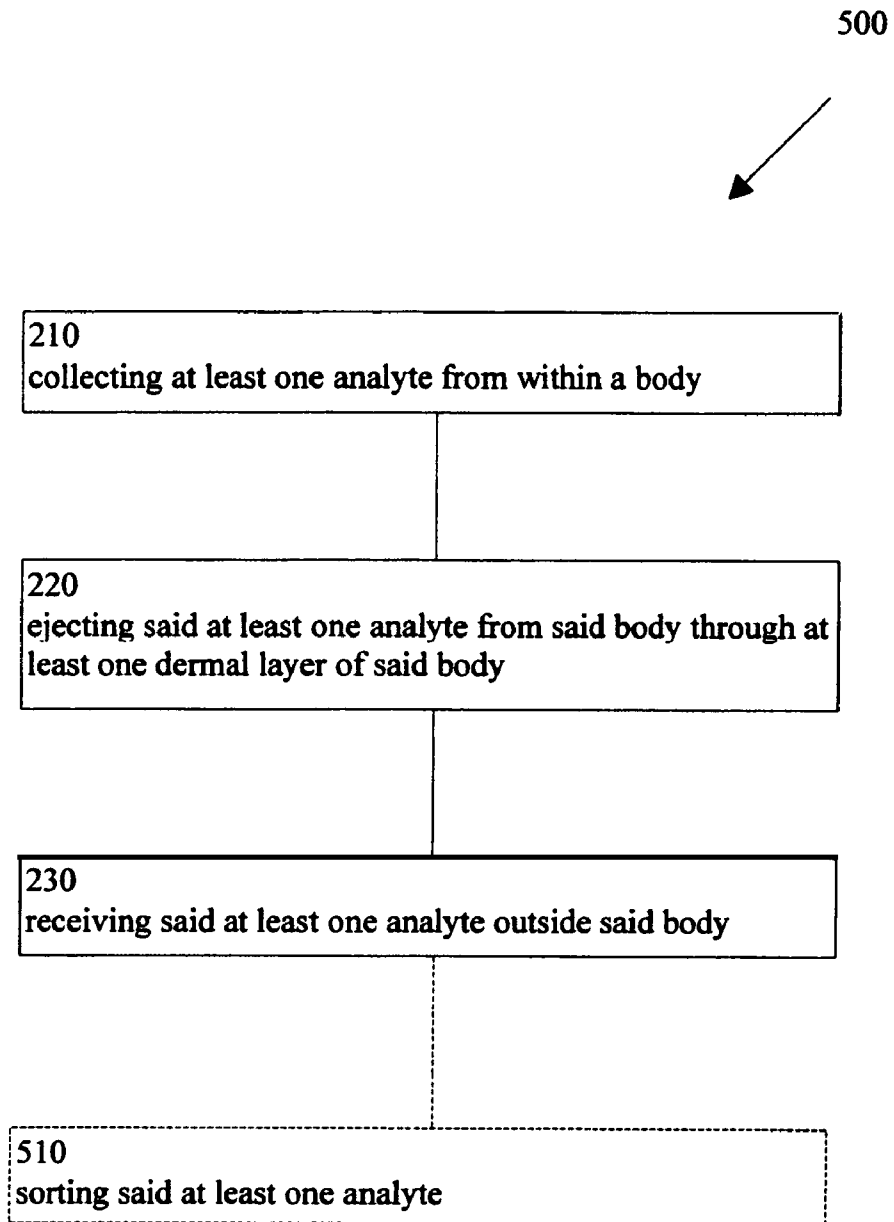 500
210
collecting at least one analyte from within a body
220
ejecting said at least one analyte from said body through at
least one dermal layer of said body
230
receiving said at least one analyte outside said body
510
sorting said at least one analyte